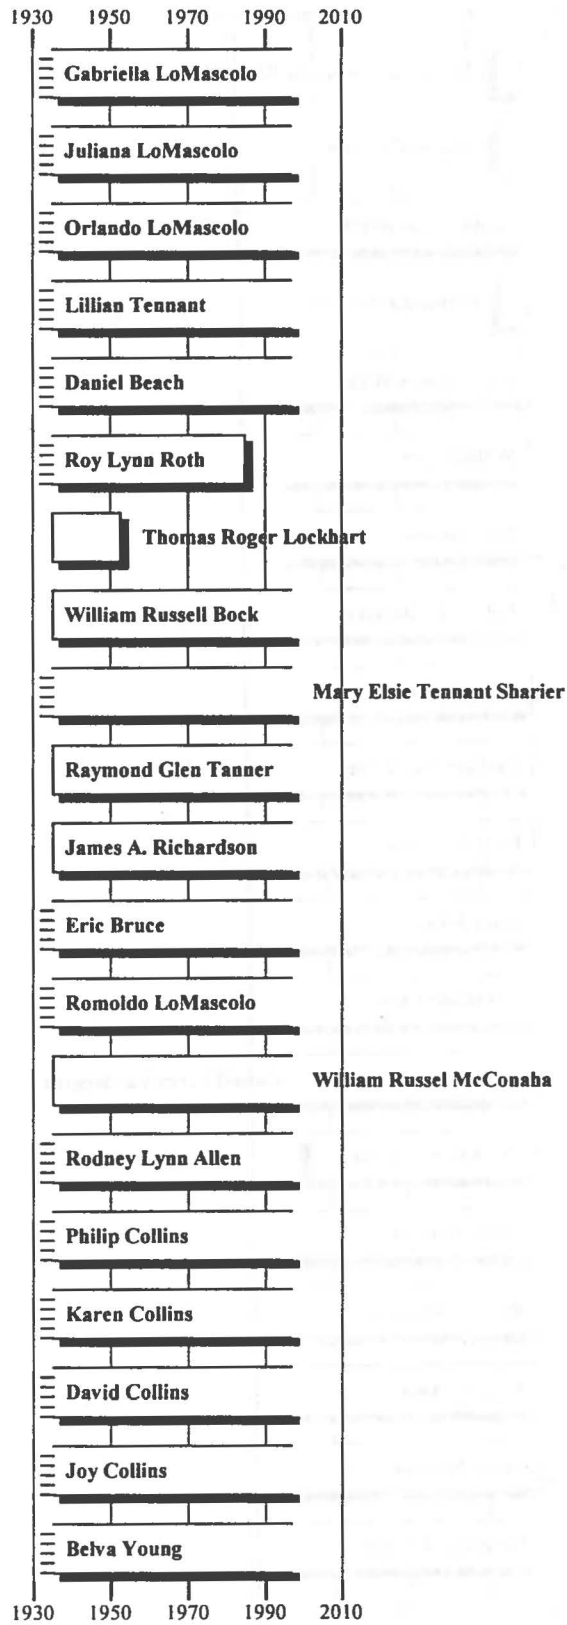 1930 1950 1970 1990 2010
Gabriella LoMascolo
Juliana LoMascolo
Orlando LoMascolo
Lillian Tennant
Daniel Beach
Roy Lynn Roth
Thomas Roger Lockhart
William Russell Bock
Mary Elsie Tennant Sharier
Raymond Glen Tanner
James A. Richardson
Eric Bruce
Romoldo LoMascolo
William Russel McConaha
Rodney Lynn Allen
Philip Collins
Karen Collins
David Collins
Joy Collins
Belva Young
1930 1950 1970 1990 2010